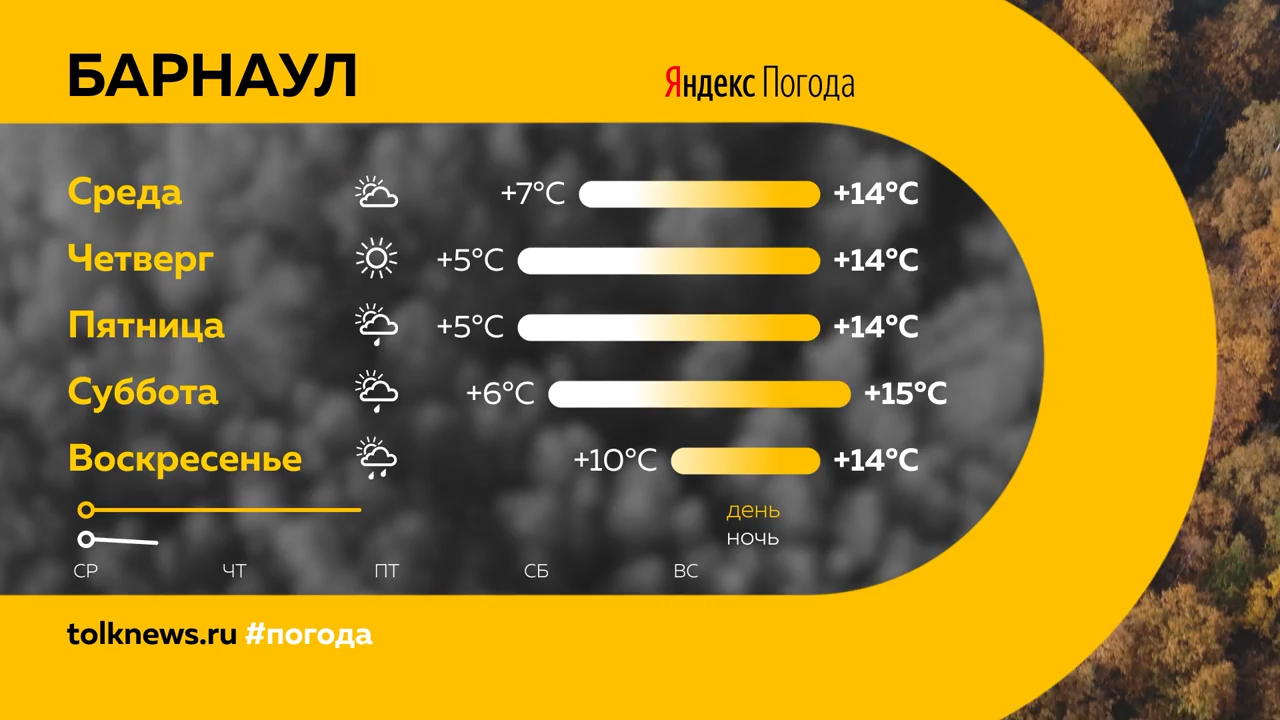 БАРНАУЛ
Яндекс Погода
Среда +7°C +14°C
Четверг +5°C +14°C
Пятница +5°C +14°C
Суббота +6°C +15°C
Воскресенье +10°C +14°C
день
ночь
СР ЧТ ПТ СБ ВС
tolknews.ru #погода